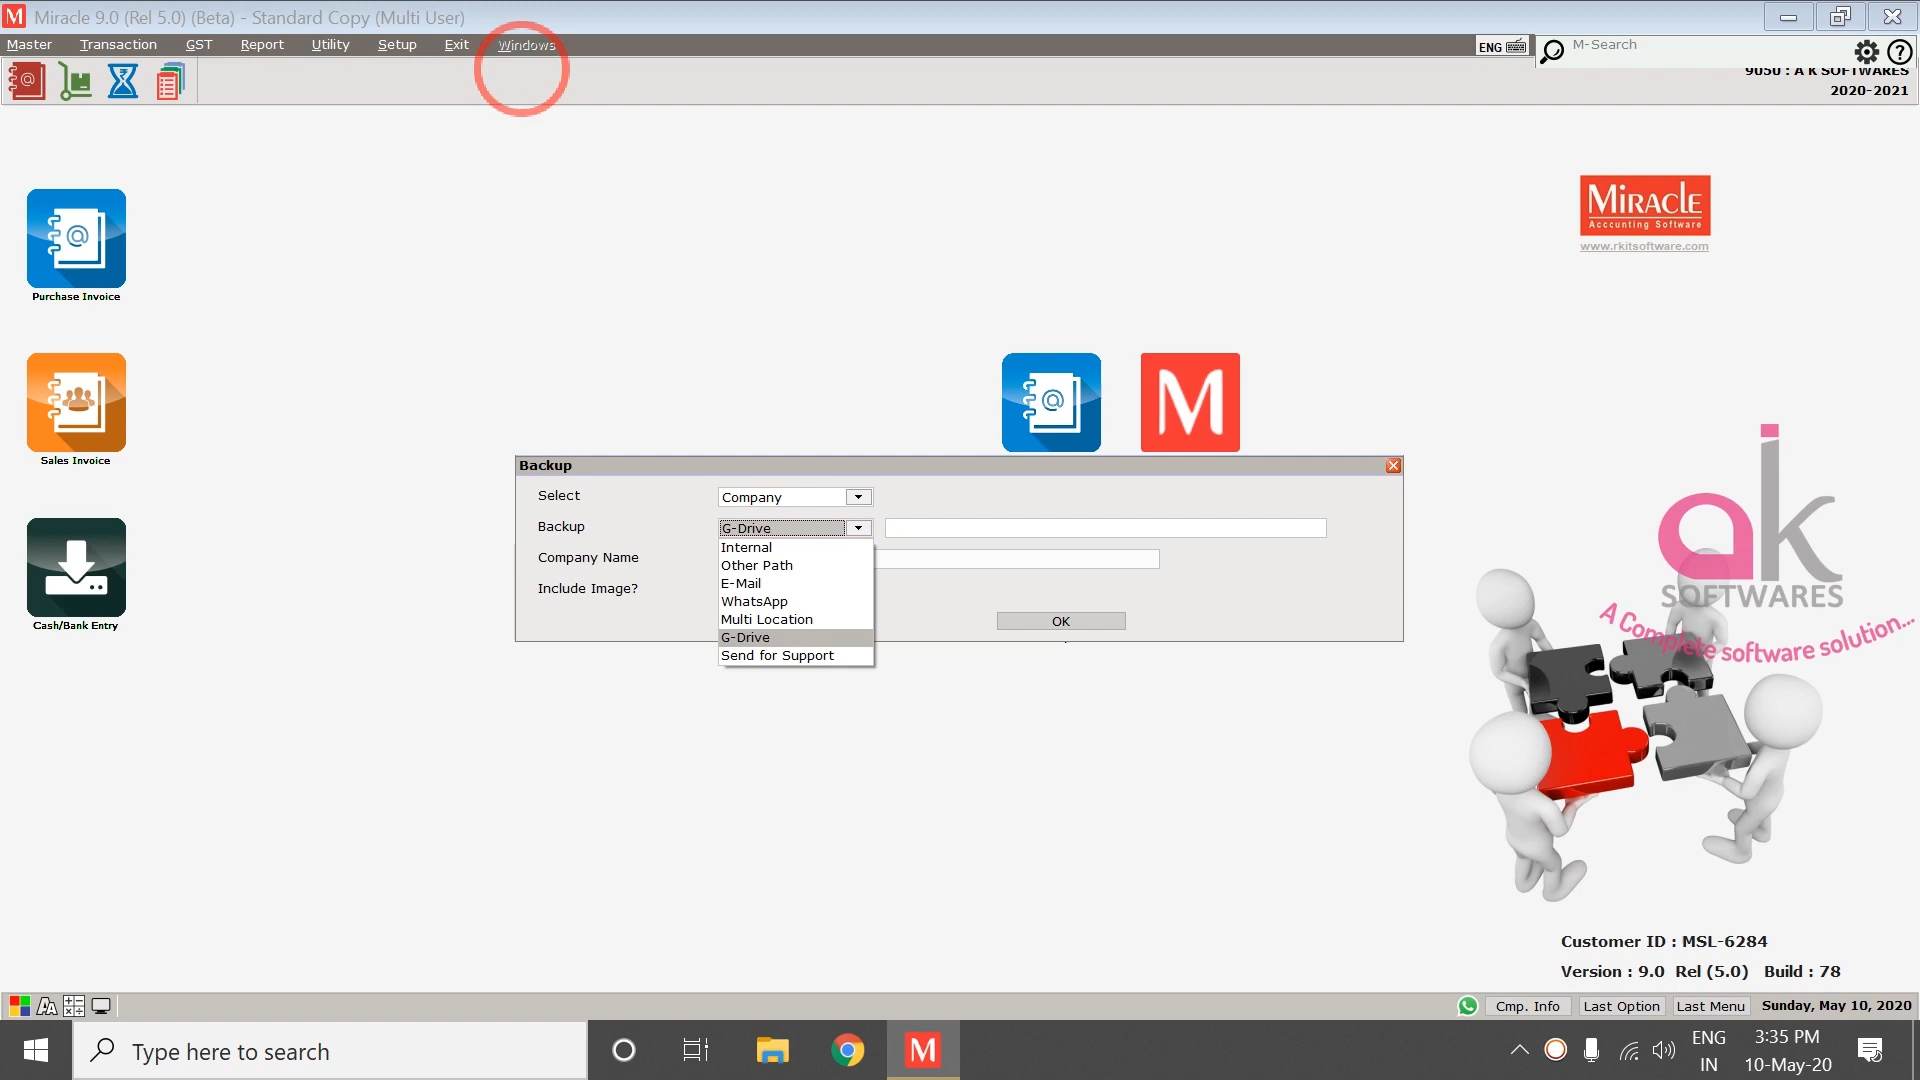 Miracle 9.0 (Rel 5.0) (Beta) - Standard Copy (Multi User)
Master Transaction GST Report Utility Setup Exit Windows
ENG
M-Search
9050 : A K SOFTWARES
2020-2021
Purchase Invoice
Sales Invoice
Cash/Bank Entry
MIRACLE
Accounting Software
www.rkitsoftware.com
M
Backup
Select Company
Backup G-Drive
Internal
Company Name
Other Path
E-Mail
Include Image?
WhatsApp
Multi Location
OK
G-Drive
Send for Support
ak
SOFTWARES
A Complete software solution...
Customer ID : MSL-6284
Version : 9.0 Rel (5.0) Build : 78
Cmp. Info Last Option Last Menu Sunday, May 10, 2020
Type here to search
ENG
IN
3:35 PM
10-May-20